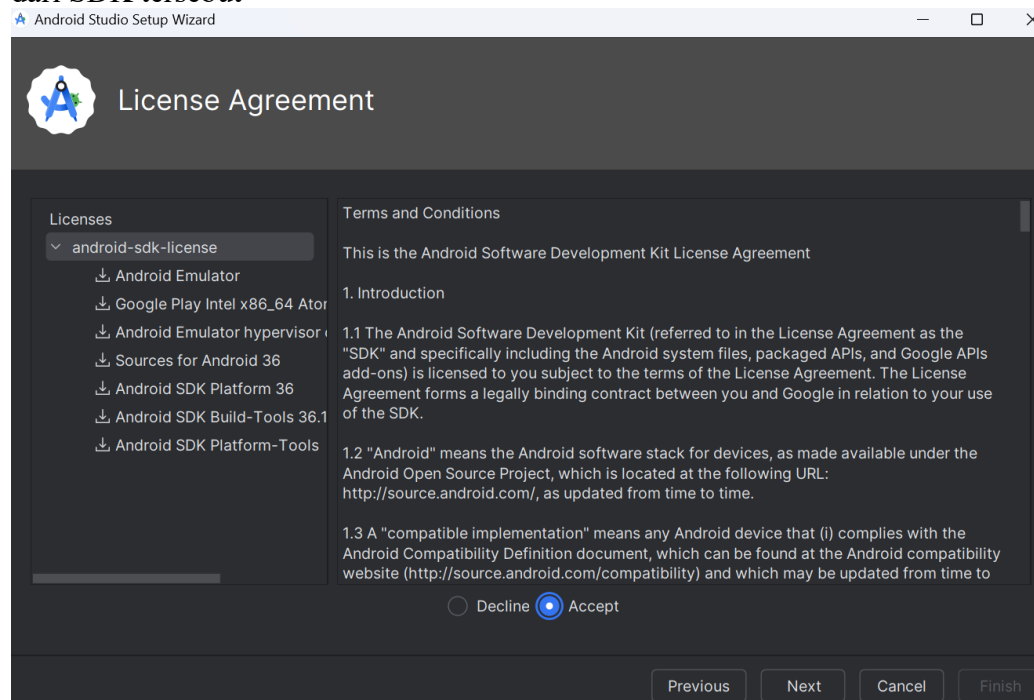 dari SDK tersebut
Android Studio Setup Wizard
License Agreement
Licenses
android-sdk-license
Android Emulator
Google Play Intel x86_64 Ator
Android Emulator hypervisor
Sources for Android 36
Android SDK Platform 36
Android SDK Build-Tools 36.1
Android SDK Platform-Tools
Terms and Conditions
This is the Android Software Development Kit License Agreement
1. Introduction
1.1 The Android Software Development Kit (referred to in the License Agreement as the
"SDK" and specifically including the Android system files, packaged APIs, and Google APIs
add-ons) is licensed to you subject to the terms of the License Agreement. The License
Agreement forms a legally binding contract between you and Google in relation to your use
of the SDK.
1.2 "Android" means the Android software stack for devices, as made available under the
Android Open Source Project, which is located at the following URL:
http://source.android.com/, as updated from time to time.
1.3 A "compatible implementation" means any Android device that (i) complies with the
Android Compatibility Definition document, which can be found at the Android compatibility
website (http://source.android.com/compatibility) and which may be updated from time to
Decline Accept
Previous Next Cancel Finish